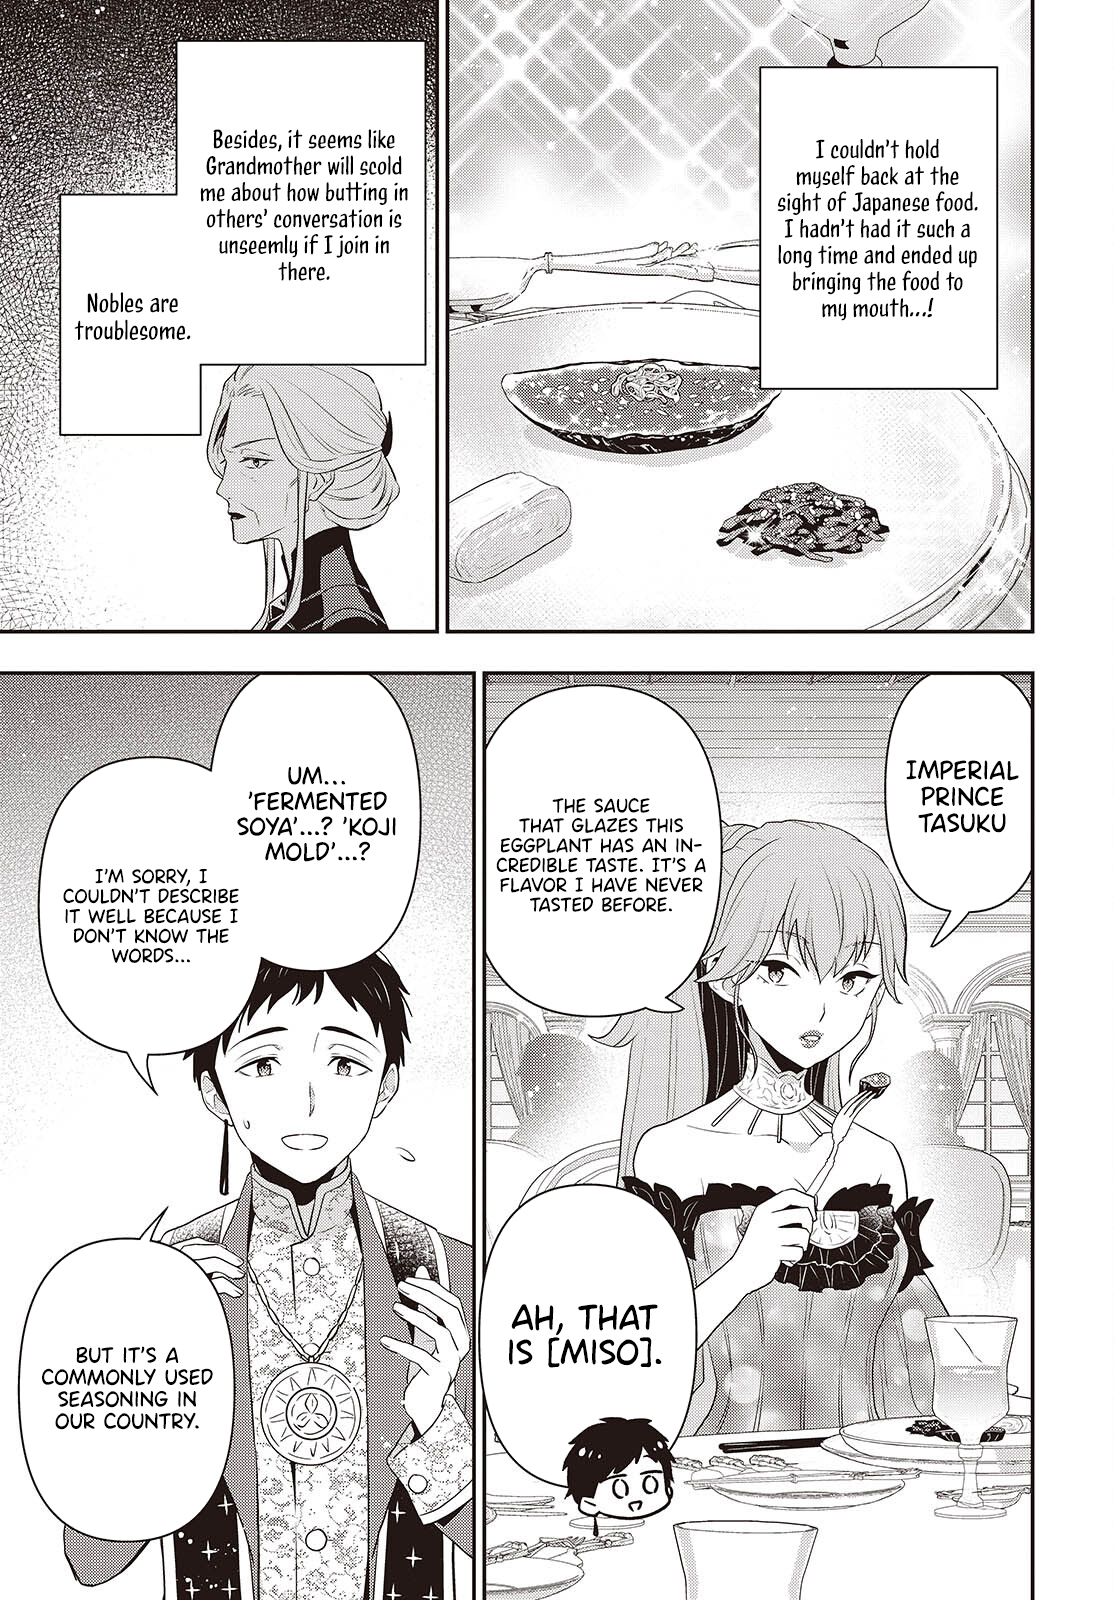 I couldn't hold
myself back at the
sight of Japanese food.
I hadn't had it such a
long time and ended up
bringing the food to
my mouth...!
Besides, it seems like
Grandmother will scold
me about how butting in
others' conversation is
unseemly if I join in
there.
Nobles are
troublesome.
IMPERIAL
PRINCE
TASUKU
THE SAUCE
THAT GLAZES THIS
EGGPLANT HAS AN IN-
CREDIBLE TASTE. IT'S A
FLAVOR I HAVE NEVER
TASTED BEFORE.
AH, THAT
IS [MISO].
UM...
'FERMENTED
SOYA'...? 'KOJI
MOLD'...?
I'M SORRY, I
COULDN'T DESCRIBE
IT WELL BECAUSE I
DON'T KNOW THE
WORDS...
BUT IT'S A
COMMONLY USED
SEASONING IN
OUR COUNTRY.